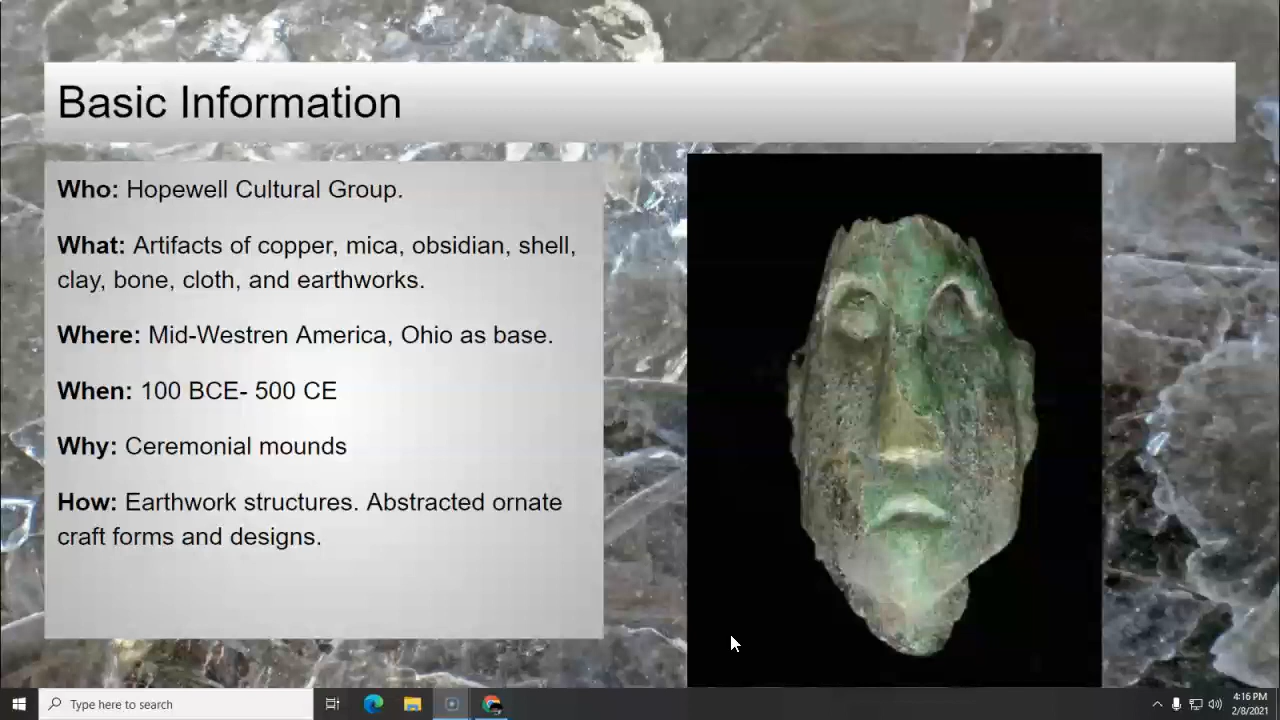 Basic Information
Who: Hopewell Cultural Group.
What: Artifacts of copper, mica, obsidian, shell,
clay, bone, cloth, and earthworks.
Where: Mid-Westren America, Ohio as base.
When: 100 BCE- 500 CE
Why: Ceremonial mounds
How: Earthwork structures. Abstracted ornate
craft forms and designs.
Type here to search
4:16 PM
2/8/2021